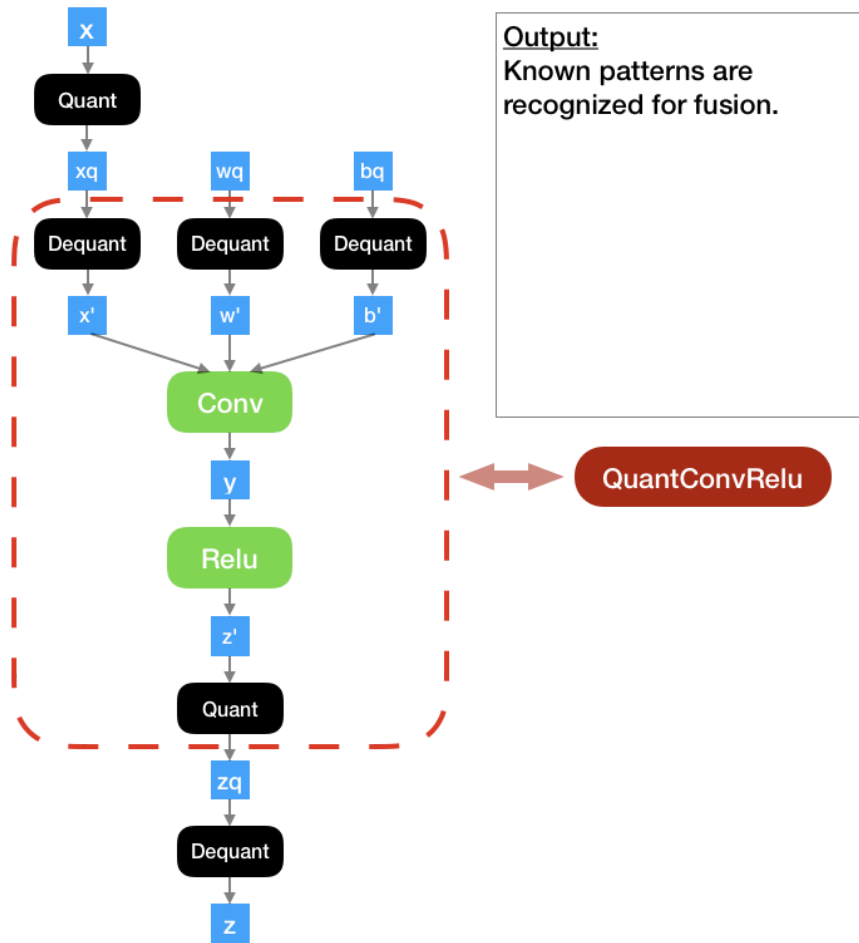 x
Output:
Known patterns are
recognized for fusion.
Quant
xq
wq
bq
Dequant
Dequant
Dequant
x'
w'
b'
Conv
QuantConvRelu
y
Relu
z'
Quant
zq
Dequant
z